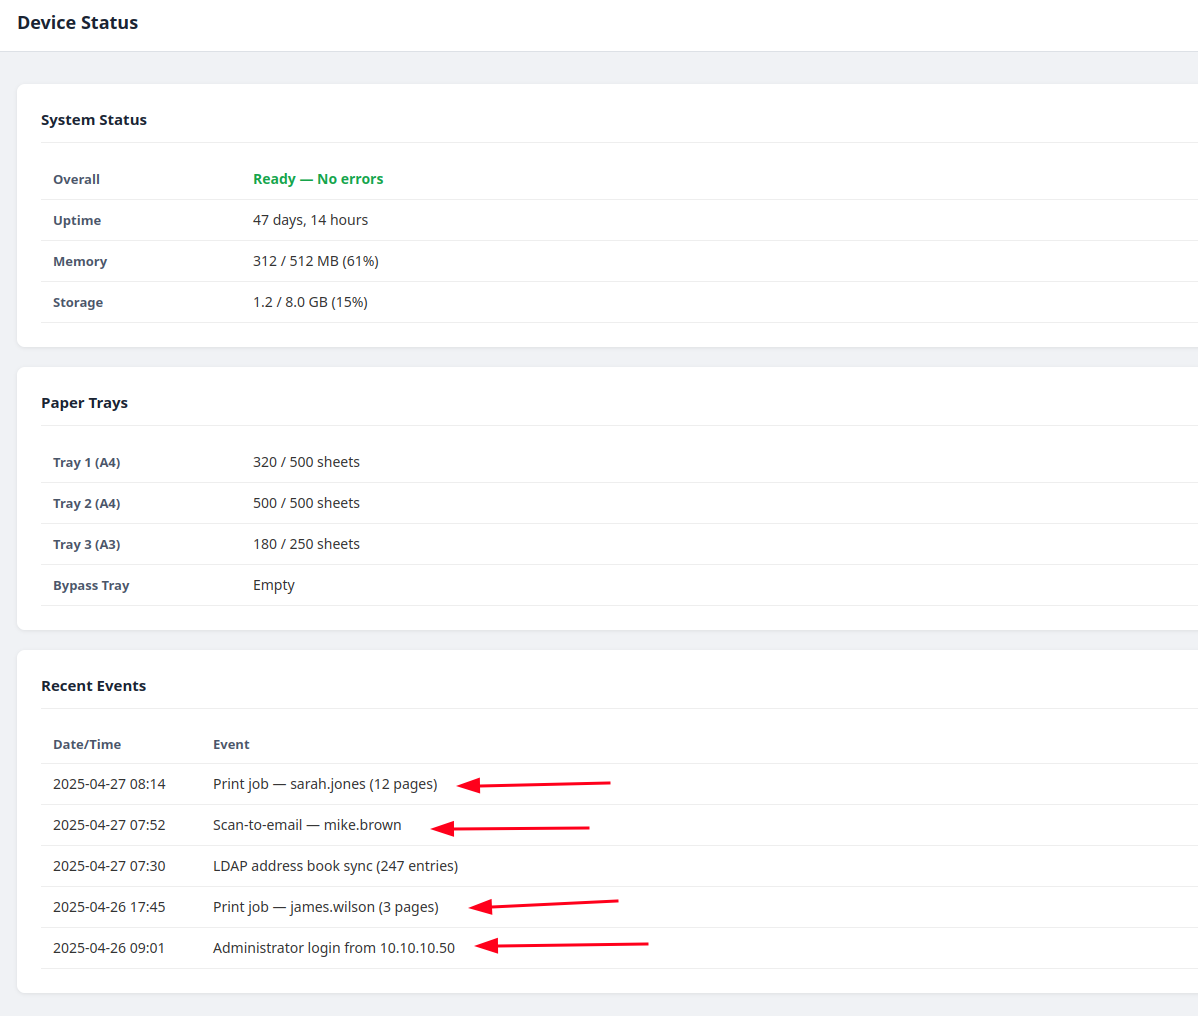 Device Status
System Status
Overall Ready — No errors
Uptime 47 days, 14 hours
Memory 312 / 512 MB (61%)
Storage 1.2 / 8.0 GB (15%)
Paper Trays
Tray 1 (A4) 320 / 500 sheets
Tray 2 (A4) 500 / 500 sheets
Tray 3 (A3) 180 / 250 sheets
Bypass Tray Empty
Recent Events
Date/Time Event
2025-04-27 08:14 Print job — sarah.jones (12 pages)
2025-04-27 07:52 Scan-to-email — mike.brown
2025-04-27 07:30 LDAP address book sync (247 entries)
2025-04-26 17:45 Print job — james.wilson (3 pages)
2025-04-26 09:01 Administrator login from 10.10.10.50